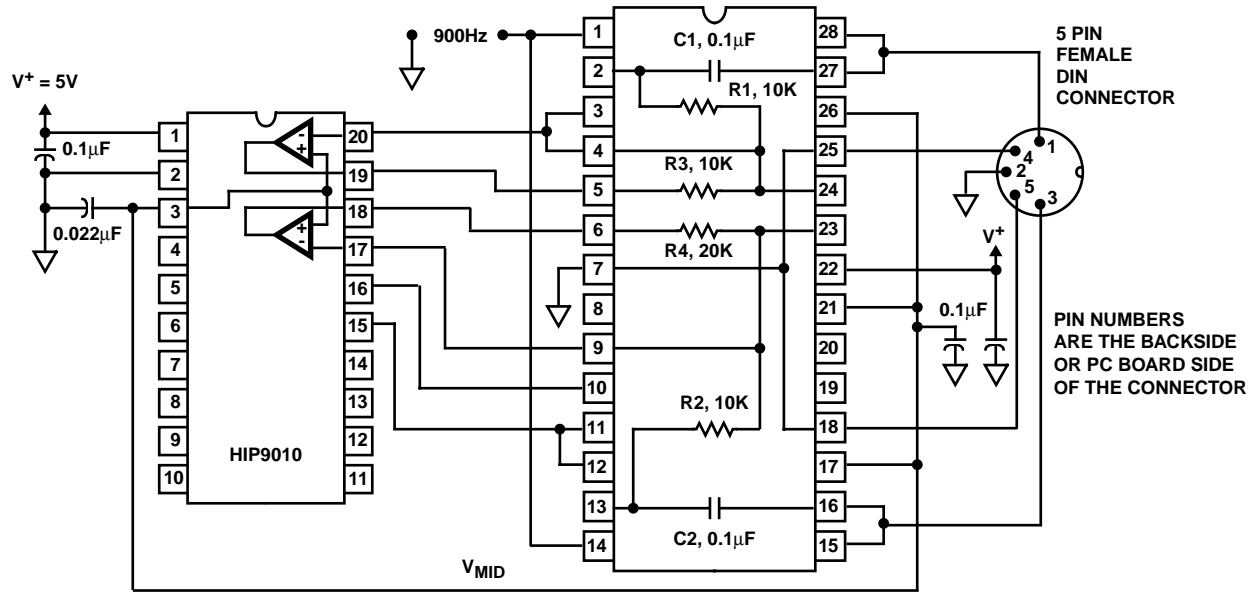 V+ = 5V
0.1μF
0.022μF
1
2
3
4
5
6
7
8
9
10
20
19
18
17
16
15
14
13
12
11
-
+
+
-
HIP9010
900Hz
1
2
3
4
5
6
7
8
9
10
11
12
13
14
28
27
26
25
24
23
22
21
20
19
18
17
16
15
C1, 0.1μF
R1, 10K
R3, 10K
R4, 20K
R2, 10K
C2, 0.1μF
VMID
5 PIN
FEMALE
DIN
CONNECTOR
1
4
2
5
3
V+
0.1μF
PIN NUMBERS
ARE THE BACKSIDE
OR PC BOARD SIDE
OF THE CONNECTOR